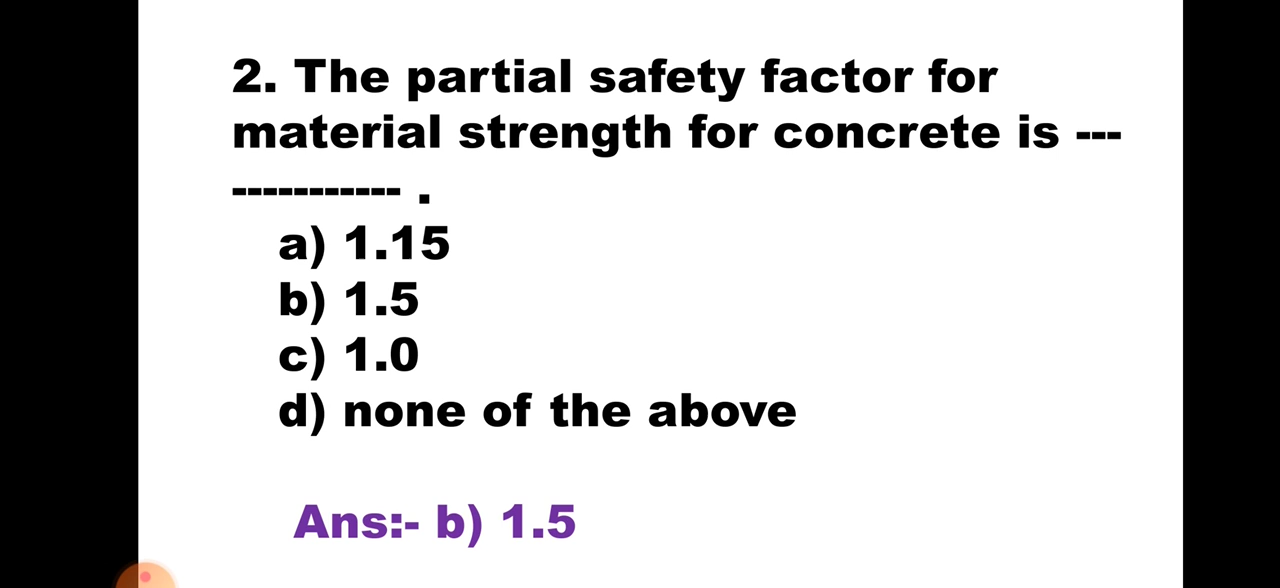 2. The partial safety factor for
material strength for concrete is ---
----------- .
a) 1.15
b) 1.5
c) 1.0
d) none of the above
Ans:- b) 1.5